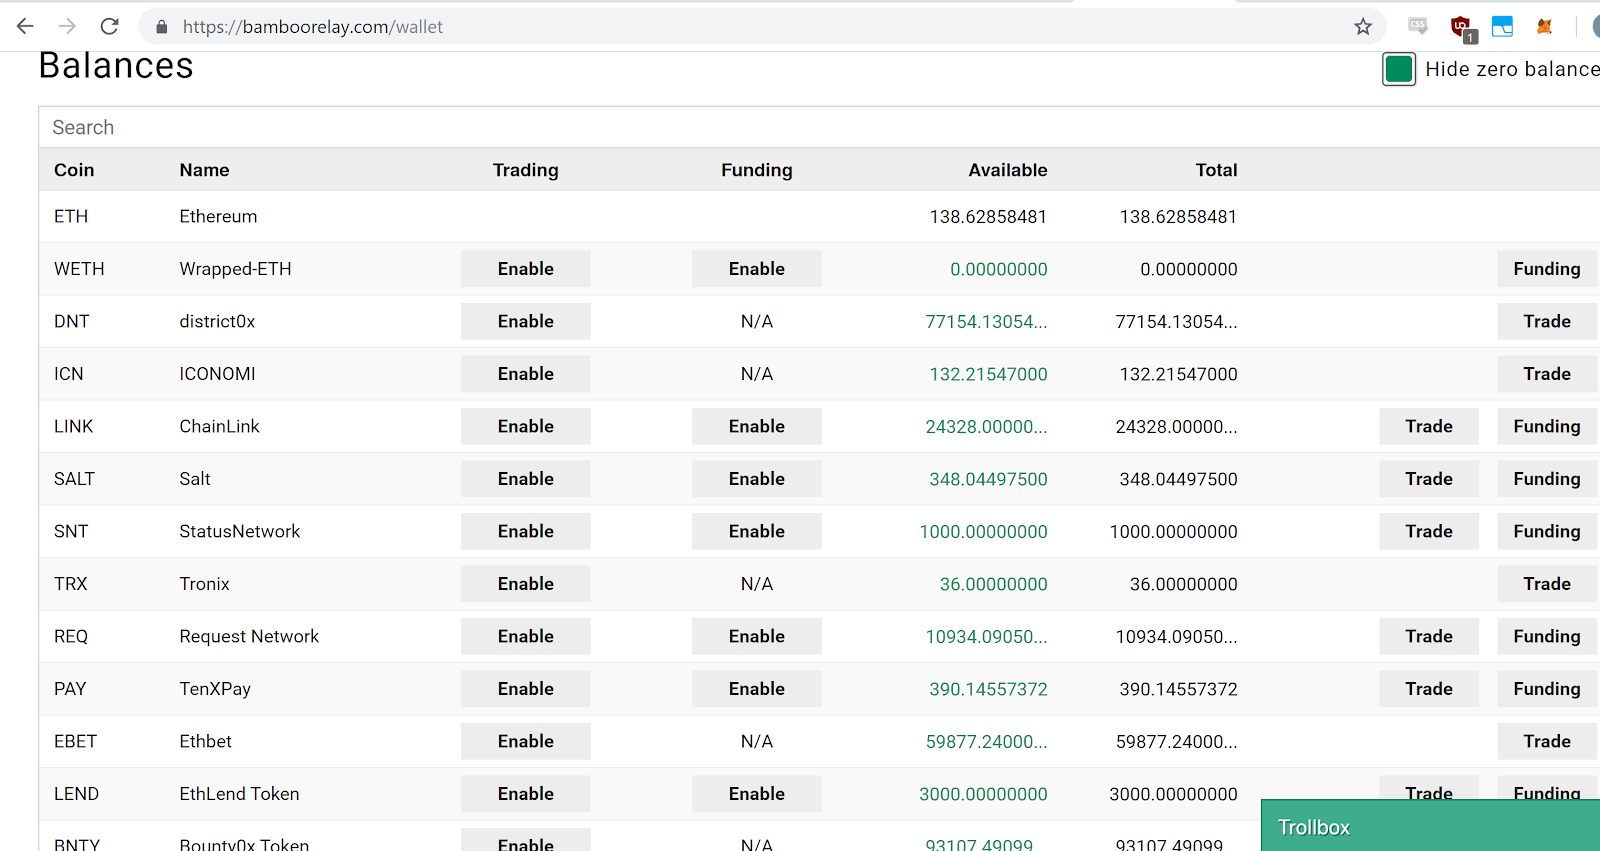 https://bamboorelay.com/wallet
1
Balances
Hide zero balance
Search
Coin Name Trading Funding Available Total
ETH Ethereum 138.62858481 138.62858481
WETH Wrapped-ETH Enable Enable 0.00000000 0.00000000 Funding
DNT district0x Enable N/A 77154.13054... 77154.13054... Trade
ICN ICONOMI Enable N/A 132.21547000 132.21547000 Trade
LINK ChainLink Enable Enable 24328.00000... 24328.00000... Trade Funding
SALT Salt Enable Enable 348.04497500 348.04497500 Trade Funding
SNT StatusNetwork Enable Enable 1000.00000000 1000.00000000 Trade Funding
TRX Tronix Enable N/A 36.00000000 36.00000000 Trade
REQ Request Network Enable Enable 10934.09050... 10934.09050... Trade Funding
PAY TenXPay Enable Enable 390.14557372 390.14557372 Trade Funding
EBET Ethbet Enable N/A 59877.24000... 59877.24000... Trade
LEND EthLend Token Enable Enable 3000.00000000 3000.00000000 Trade Funding
BNTY Bounty0x Token Enable N/A 93107.49099... 93107.49099...
Trollbox